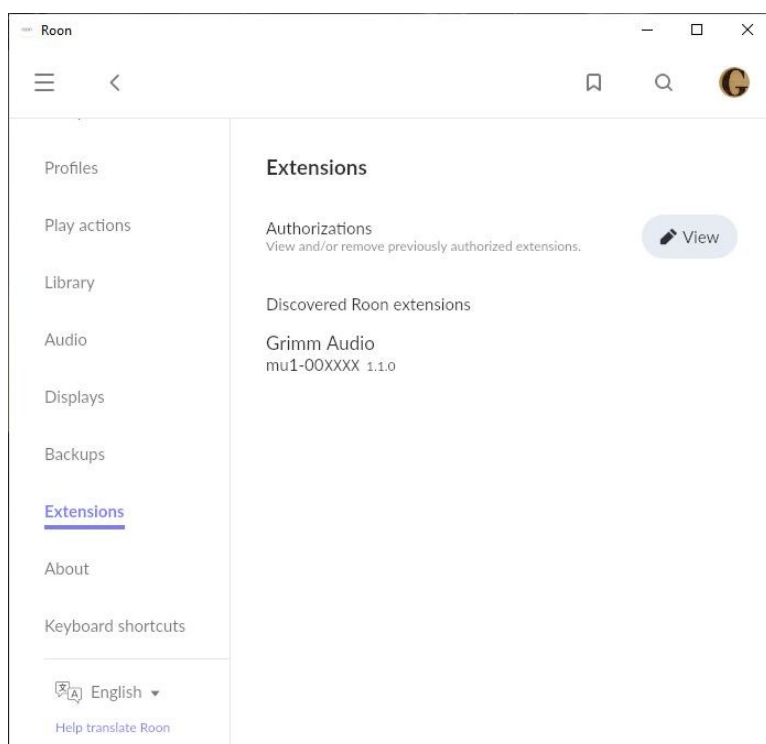 Roon
G
Profiles
Play actions
Library
Audio
Displays
Backups
Extensions
About
Keyboard shortcuts
English
Help translate Roon
Extensions
Authorizations
View and/or remove previously authorized extensions.
View
Discovered Roon extensions
Grimm Audio
mu1-00XXXX 1.1.0